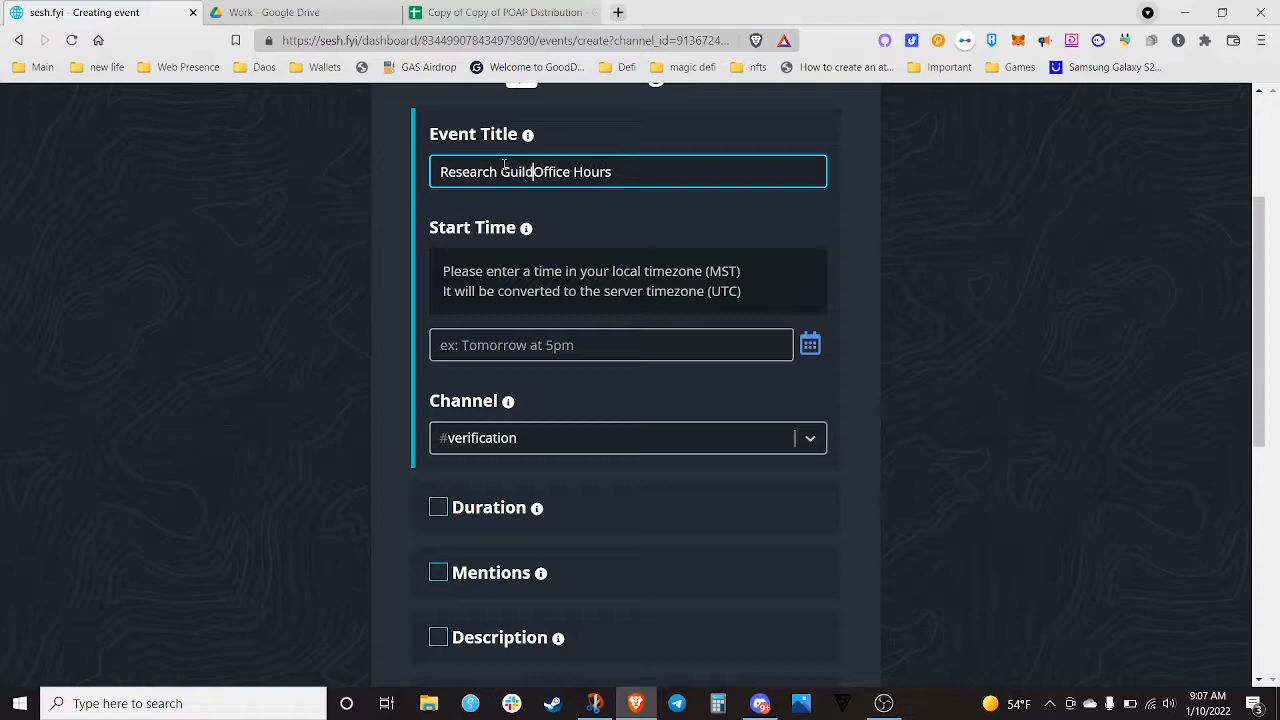 sesh.fyi - Creating event
Work - Google Drive
Copy of Copy of POAP Distribution -
https://sesh.fyi/dashboard/834499078434979890/events/create?channel_id=9136724...
Main
new life
Web Presence
Daos
Wallets
GAS Airdrop
Welcome to GoodD...
Defi
magic defi
nfts
How to create an at...
Important
Games
Samsung Galaxy S2...
Event Title
Research GuildOffice Hours
Start Time
Please enter a time in your local timezone (MST)
It will be converted to the server timezone (UTC)
ex: Tomorrow at 5pm
Channel
#verification
Duration
Mentions
Description
Type here to search
54°F
9:07 AM
1/10/2022
3